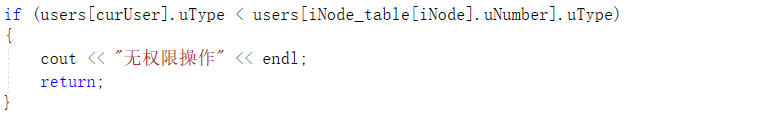 if (users[curUser].uType < users[iNode_table[iNode].uNumber].uType)
{
    cout << "无权限操作" << endl;
    return;
}